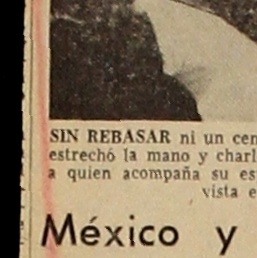 SIN REBASAR ni un cen
estrechó la mano y charl
a quien acompaña su es
vista e
México y